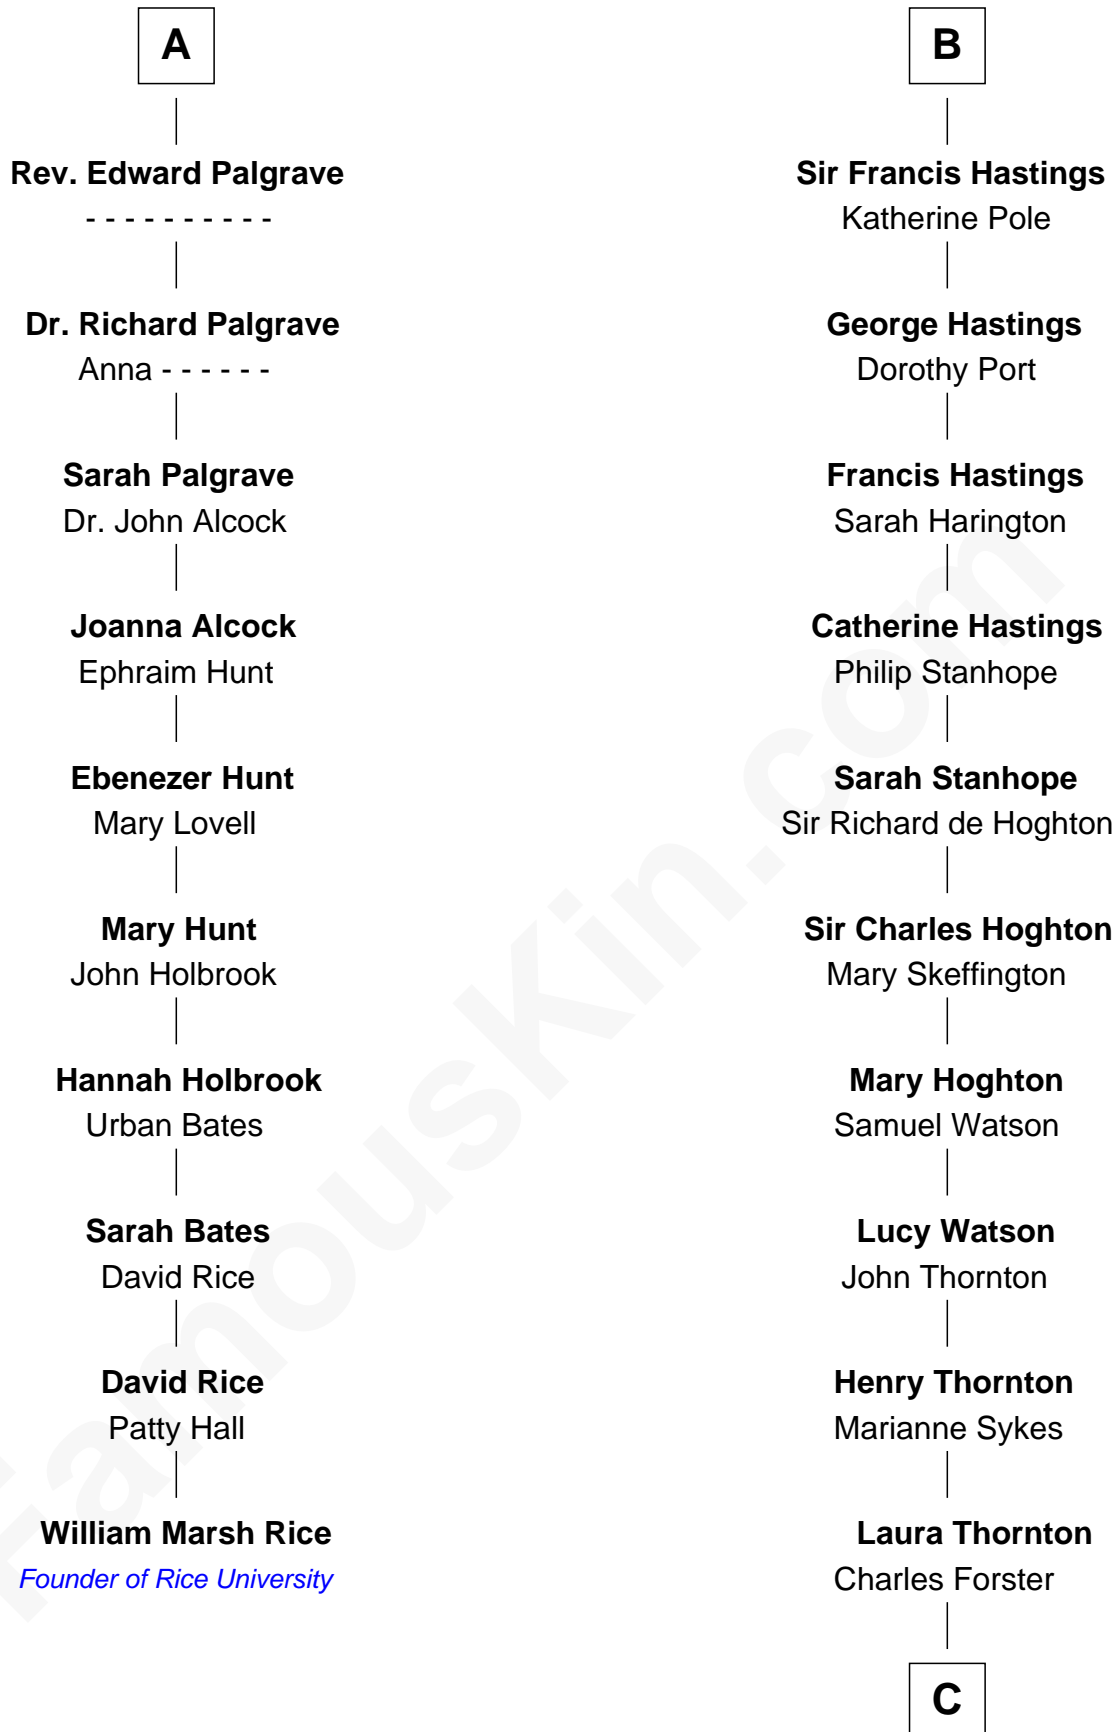 A
Rev. Edward Palgrave
- - - - - - - - - -
Dr. Richard Palgrave
Anna - - - - - -
Sarah Palgrave
Dr. John Alcock
Joanna Alcock
Ephraim Hunt
Ebenezer Hunt
Mary Lovell
Mary Hunt
John Holbrook
Hannah Holbrook
Urban Bates
Sarah Bates
David Rice
David Rice
Patty Hall
William Marsh Rice
Founder of Rice University
B
Sir Francis Hastings
Katherine Pole
George Hastings
Dorothy Port
Francis Hastings
Sarah Harington
Catherine Hastings
Philip Stanhope
Sarah Stanhope
Sir Richard de Hoghton
Sir Charles Hoghton
Mary Skeffington
Mary Hoghton
Samuel Watson
Lucy Watson
John Thornton
Henry Thornton
Marianne Sykes
Laura Thornton
Charles Forster
C
FamousKin.com